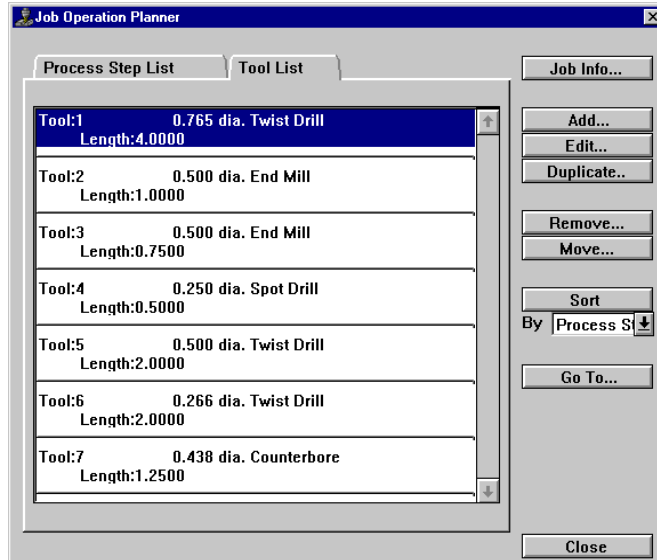 Job Operation Planner
Process Step List
Tool List
Tool:1 0.765 dia. Twist Drill
Length:4.0000
Tool:2 0.500 dia. End Mill
Length:1.0000
Tool:3 0.500 dia. End Mill
Length:0.7500
Tool:4 0.250 dia. Spot Drill
Length:0.5000
Tool:5 0.500 dia. Twist Drill
Length:2.0000
Tool:6 0.266 dia. Twist Drill
Length:2.0000
Tool:7 0.438 dia. Counterbore
Length:1.2500
Job Info...
Add...
Edit...
Duplicate..
Remove...
Move...
Sort
By Process St
Go To...
Close